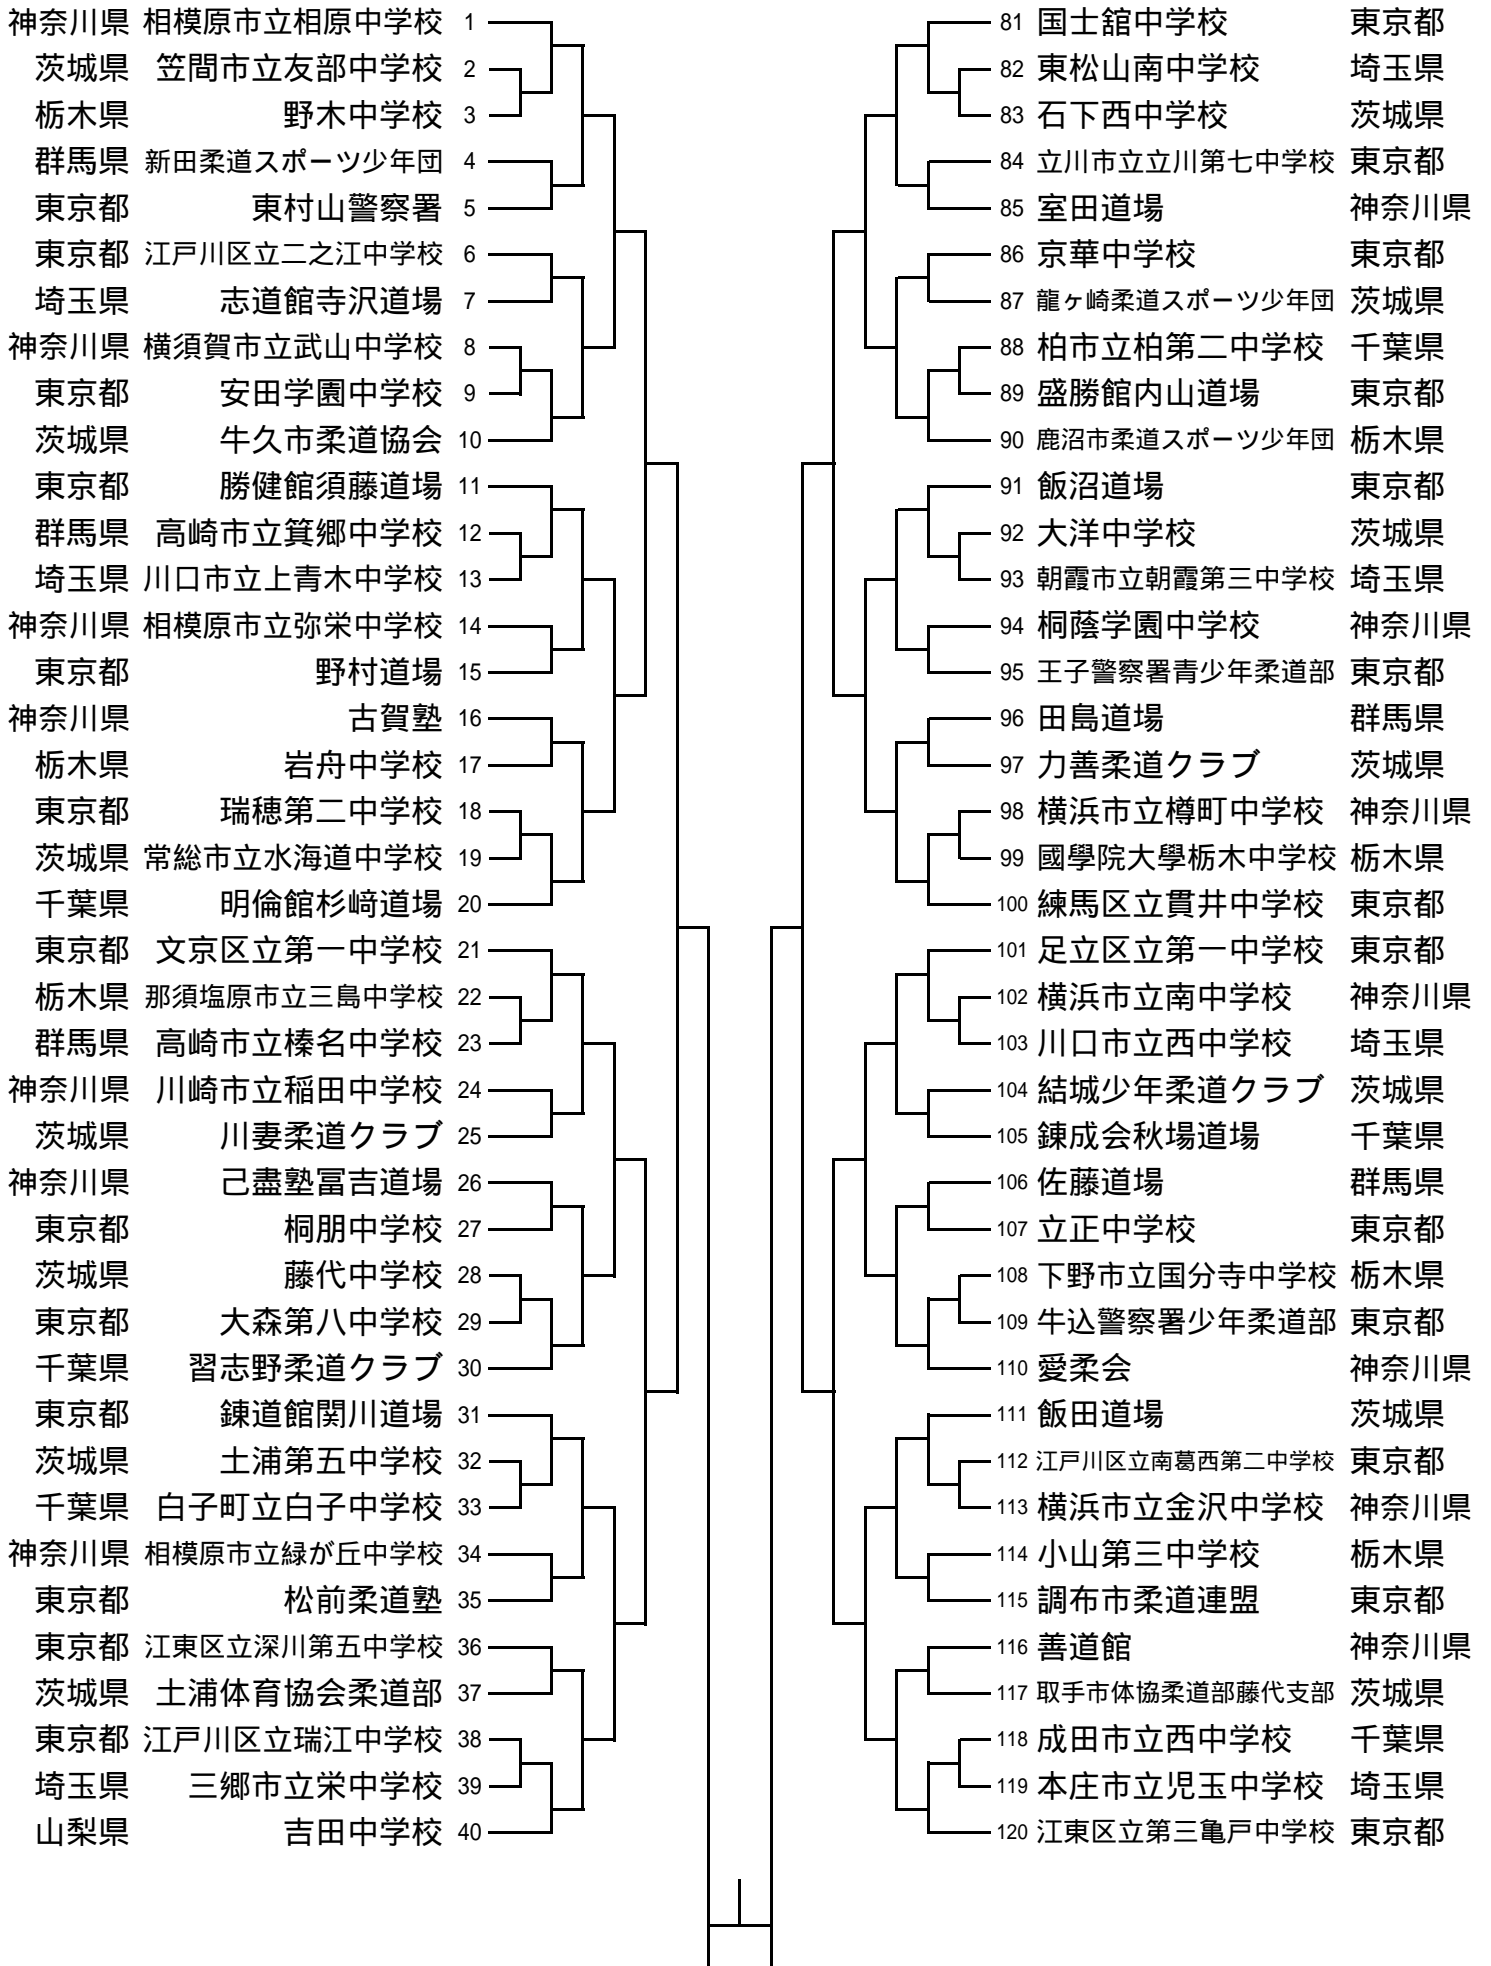 神奈川県 相模原市立相原中学校 1
茨城県 笠間市立友部中学校 2
栃木県 野木中学校 3
群馬県 新田柔道スポーツ少年団 4
東京都 東村山警察署 5
東京都 江戸川区立二之江中学校 6
埼玉県 志道館寺沢道場 7
神奈川県 横須賀市立武山中学校 8
東京都 安田学園中学校 9
茨城県 牛久市柔道協会 10
東京都 勝健館須藤道場 11
群馬県 高崎市立箕郷中学校 12
埼玉県 川口市立上青木中学校 13
神奈川県 相模原市立弥栄中学校 14
東京都 野村道場 15
神奈川県 古賀塾 16
栃木県 岩舟中学校 17
東京都 瑞穂第二中学校 18
茨城県 常総市立水海道中学校 19
千葉県 明倫館杉﨑道場 20
東京都 文京区立第一中学校 21
栃木県 那須塩原市立三島中学校 22
群馬県 高崎市立榛名中学校 23
神奈川県 川崎市立稲田中学校 24
茨城県 川妻柔道クラブ 25
神奈川県 己盡塾冨吉道場 26
東京都 桐朋中学校 27
茨城県 藤代中学校 28
東京都 大森第八中学校 29
千葉県 習志野柔道クラブ 30
東京都 錬道館関川道場 31
茨城県 土浦第五中学校 32
千葉県 白子町立白子中学校 33
神奈川県 相模原市立緑が丘中学校 34
東京都 松前柔道塾 35
東京都 江東区立深川第五中学校 36
茨城県 土浦体育協会柔道部 37
東京都 江戸川区立瑞江中学校 38
埼玉県 三郷市立栄中学校 39
山梨県 吉田中学校 40
81 国士舘中学校 東京都
82 東松山南中学校 埼玉県
83 石下西中学校 茨城県
84 立川市立立川第七中学校 東京都
85 室田道場 神奈川県
86 京華中学校 東京都
87 龍ヶ崎柔道スポーツ少年団 茨城県
88 柏市立柏第二中学校 千葉県
89 盛勝館内山道場 東京都
90 鹿沼市柔道スポーツ少年団 栃木県
91 飯沼道場 東京都
92 大洋中学校 茨城県
93 朝霞市立朝霞第三中学校 埼玉県
94 桐蔭学園中学校 神奈川県
95 王子警察署青少年柔道部 東京都
96 田島道場 群馬県
97 力善柔道クラブ 茨城県
98 横浜市立樽町中学校 神奈川県
99 國學院大學栃木中学校 栃木県
100 練馬区立貫井中学校 東京都
101 足立区立第一中学校 東京都
102 横浜市立南中学校 神奈川県
103 川口市立西中学校 埼玉県
104 結城少年柔道クラブ 茨城県
105 錬成会秋場道場 千葉県
106 佐藤道場 群馬県
107 立正中学校 東京都
108 下野市立国分寺中学校 栃木県
109 牛込警察署少年柔道部 東京都
110 愛柔会 神奈川県
111 飯田道場 茨城県
112 江戸川区立南葛西第二中学校 東京都
113 横浜市立金沢中学校 神奈川県
114 小山第三中学校 栃木県
115 調布市柔道連盟 東京都
116 善道館 神奈川県
117 取手市体協柔道部藤代支部 茨城県
118 成田市立西中学校 千葉県
119 本庄市立児玉中学校 埼玉県
120 江東区立第三亀戸中学校 東京都